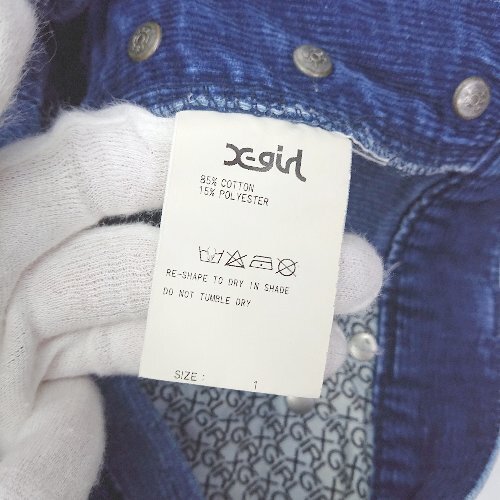 X-girl
85% COTTON
15% POLYESTER
RE-SHAPE TO DRY IN SHADE
DO NOT TUMBLE DRY
SIZE : 1